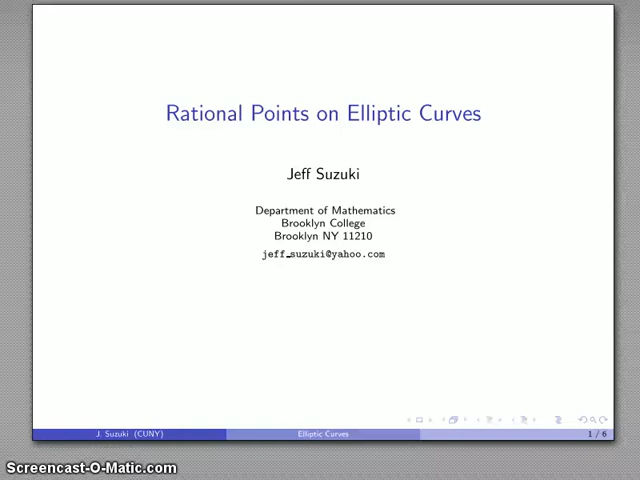 Rational Points on Elliptic Curves
Jeff Suzuki
Department of Mathematics
Brooklyn College
Brooklyn NY 11210
jeff_suzuki@yahoo.com
J. Suzuki (CUNY)
Elliptic Curves
1 / 6
Screencast-O-Matic.com